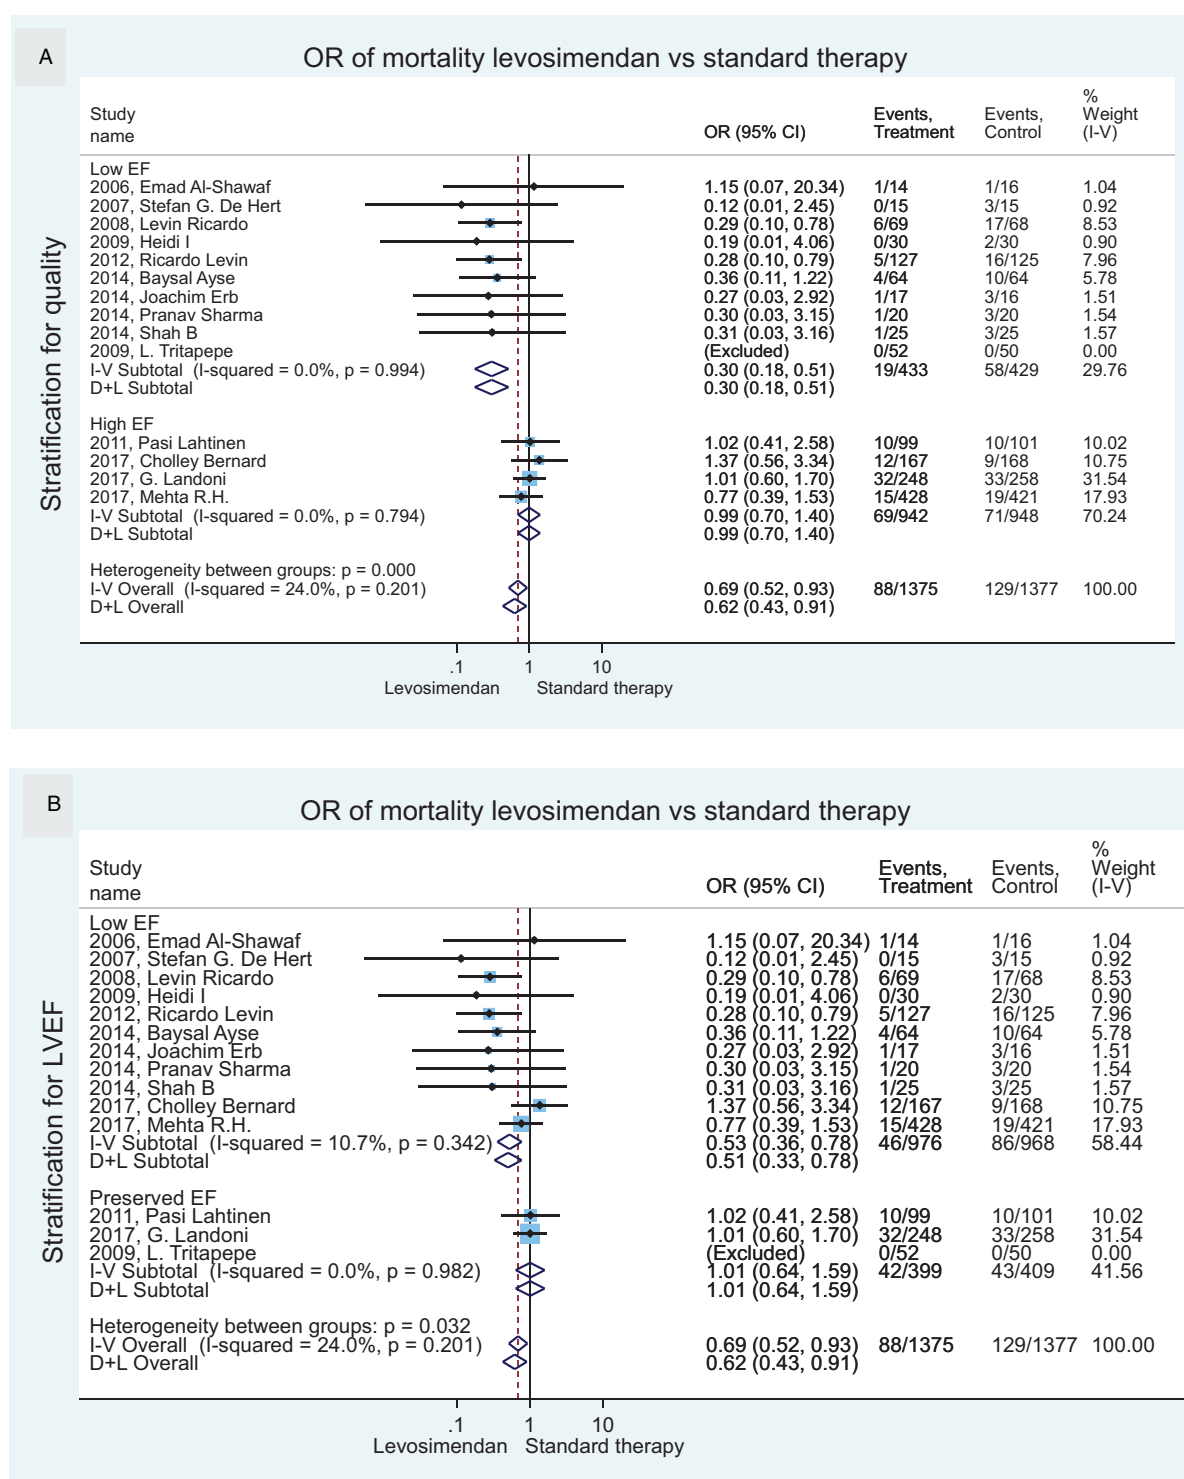 A
OR of mortality levosimendan vs standard therapy
Stratification for quality
Study name OR (95% CI) Events, Treatment Events, Control % Weight (I-V)
Low EF
2006, Emad Al-Shawaf 1.15 (0.07, 20.34) 1/14 1/16 1.04
2007, Stefan G. De Hert 0.12 (0.01, 2.45) 0/15 3/15 0.92
2008, Levin Ricardo 0.29 (0.10, 0.78) 6/69 17/68 8.53
2009, Heidi I 0.19 (0.01, 4.06) 0/30 2/30 0.90
2012, Ricardo Levin 0.28 (0.10, 0.79) 5/127 16/125 7.96
2014, Baysal Ayse 0.36 (0.11, 1.22) 4/64 10/64 5.78
2014, Joachim Erb 0.27 (0.03, 2.92) 1/17 3/16 1.51
2014, Pranav Sharma 0.30 (0.03, 3.15) 1/20 3/20 1.54
2014, Shah B 0.31 (0.03, 3.16) 1/25 3/25 1.57
2009, L. Tritapepe (Excluded) 0/52 0/50 0.00
I-V Subtotal (I-squared = 0.0%, p = 0.994) 0.30 (0.18, 0.51) 19/433 58/429 29.76
D+L Subtotal 0.30 (0.18, 0.51)
High EF
2011, Pasi Lahtinen 1.02 (0.41, 2.58) 10/99 10/101 10.02
2017, Cholley Bernard 1.37 (0.56, 3.34) 12/167 9/168 10.75
2017, G. Landoni 1.01 (0.60, 1.70) 32/248 33/258 31.54
2017, Mehta R.H. 0.77 (0.39, 1.53) 15/428 19/421 17.93
I-V Subtotal (I-squared = 0.0%, p = 0.794) 0.99 (0.70, 1.40) 69/942 71/948 70.24
D+L Subtotal 0.99 (0.70, 1.40)
Heterogeneity between groups: p = 0.000
I-V Overall (I-squared = 24.0%, p = 0.201) 0.69 (0.52, 0.93) 88/1375 129/1377 100.00
D+L Overall 0.62 (0.43, 0.91)
.1 1 10
Levosimendan Standard therapy
B
OR of mortality levosimendan vs standard therapy
Stratification for LVEF
Study name OR (95% CI) Events, Treatment Events, Control % Weight (I-V)
Low EF
2006, Emad Al-Shawaf 1.15 (0.07, 20.34) 1/14 1/16 1.04
2007, Stefan G. De Hert 0.12 (0.01, 2.45) 0/15 3/15 0.92
2008, Levin Ricardo 0.29 (0.10, 0.78) 6/69 17/68 8.53
2009, Heidi I 0.19 (0.01, 4.06) 0/30 2/30 0.90
2012, Ricardo Levin 0.28 (0.10, 0.79) 5/127 16/125 7.96
2014, Baysal Ayse 0.36 (0.11, 1.22) 4/64 10/64 5.78
2014, Joachim Erb 0.27 (0.03, 2.92) 1/17 3/16 1.51
2014, Pranav Sharma 0.30 (0.03, 3.15) 1/20 3/20 1.54
2014, Shah B 0.31 (0.03, 3.16) 1/25 3/25 1.57
2017, Cholley Bernard 1.37 (0.56, 3.34) 12/167 9/168 10.75
2017, Mehta R.H. 0.77 (0.39, 1.53) 15/428 19/421 17.93
I-V Subtotal (I-squared = 10.7%, p = 0.342) 0.53 (0.36, 0.78) 46/976 86/968 58.44
D+L Subtotal 0.51 (0.33, 0.78)
Preserved EF
2011, Pasi Lahtinen 1.02 (0.41, 2.58) 10/99 10/101 10.02
2017, G. Landoni 1.01 (0.60, 1.70) 32/248 33/258 31.54
2009, L. Tritapepe (Excluded) 0/52 0/50 0.00
I-V Subtotal (I-squared = 0.0%, p = 0.982) 1.01 (0.64, 1.59) 42/399 43/409 41.56
D+L Subtotal 1.01 (0.64, 1.59)
Heterogeneity between groups: p = 0.032
I-V Overall (I-squared = 24.0%, p = 0.201) 0.69 (0.52, 0.93) 88/1375 129/1377 100.00
D+L Overall 0.62 (0.43, 0.91)
.1 1 10
Levosimendan Standard therapy